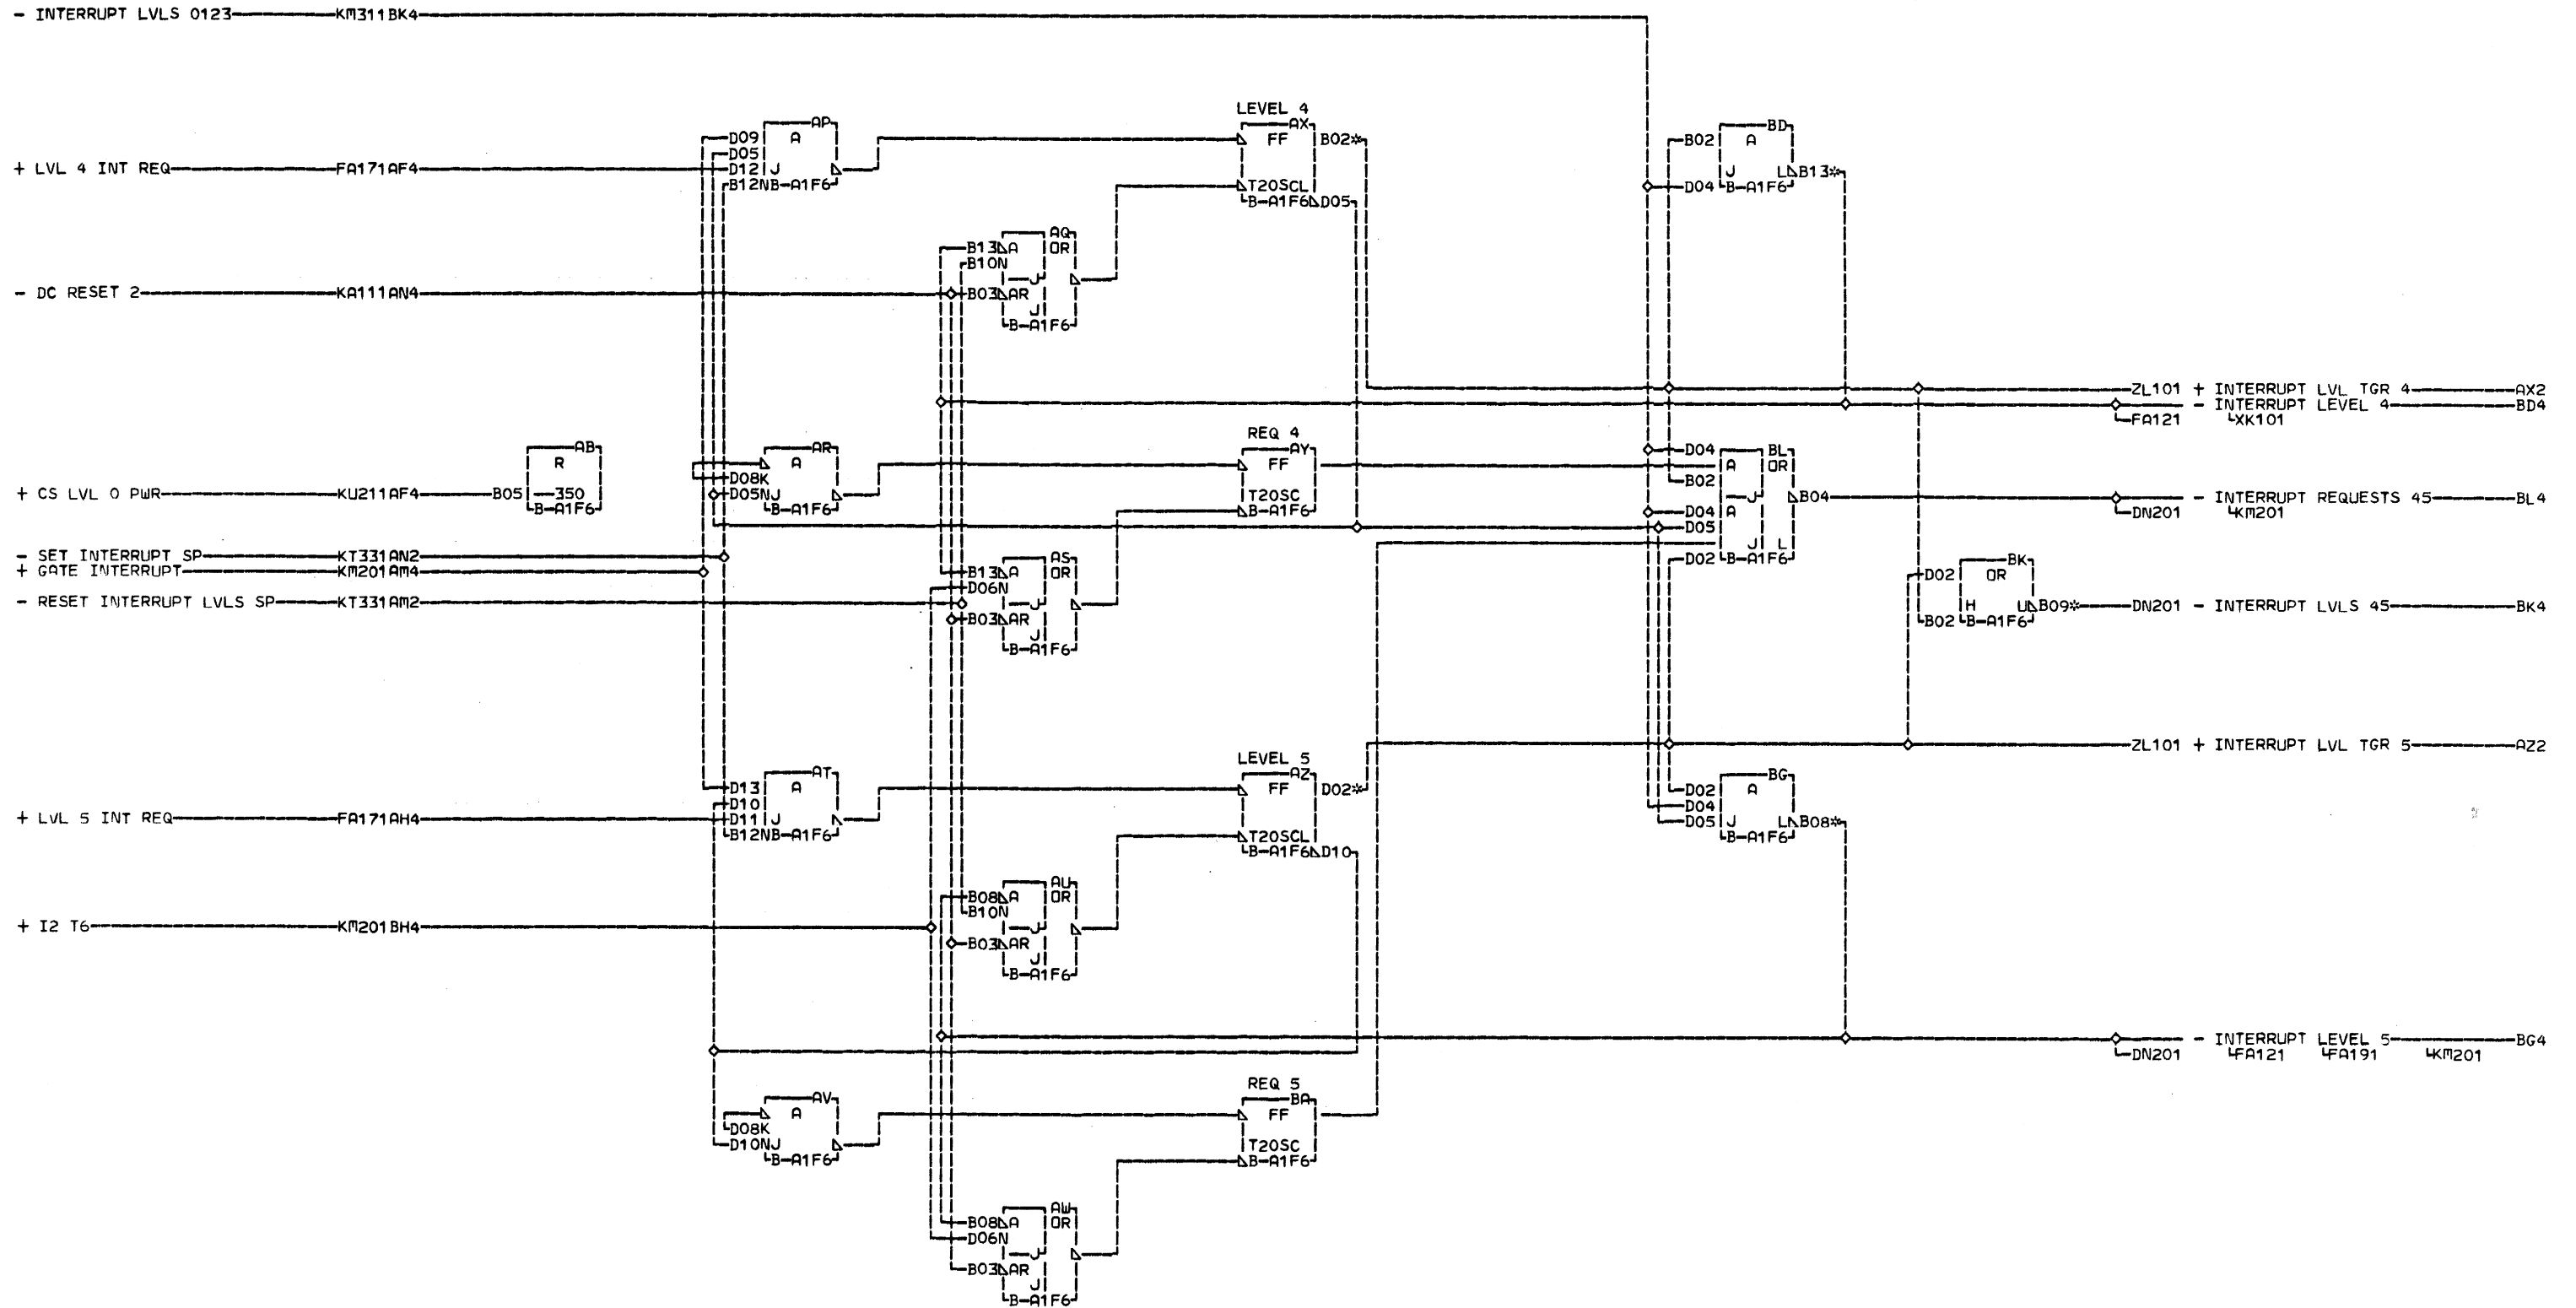 - INTERRUPT LVLS 0123 KM311BK4
LEVEL 4
AP
D09 A
D05
+ LVL 4 INT REQ FA171AF4 D12 J
B12N B-A1F6
AX
FF B02*
T20SCL
B-A1F6 D05
BD
B02 A
J L B13*
D04 B-A1F6
AQ
B13 A OR
B10N
J
- DC RESET 2 KA111AN4 B03 AR
J
B-A1F6
ZL101 + INTERRUPT LVL TGR 4 AX2
- INTERRUPT LEVEL 4 BD4
FA121 XK101
AB
R
+ CS LVL 0 PWR KU211AF4 B05 350
B-A1F6
AR
A
D08K
D05N J
B-A1F6
REQ 4
AY
FF
T20SC
B-A1F6
D04 BL
A OR
B02
J B04
D04 A
D05
J L
D02 B-A1F6
- INTERRUPT REQUESTS 45 BL4
DN201 KM201
- SET INTERRUPT SP KT331AN2
+ GATE INTERRUPT KM201AM4
- RESET INTERRUPT LVLS SP KT331AM2
AS
B13 A OR
D06N
J
B03 AR
J
B-A1F6
BK
D02 OR
H U B09* DN201 - INTERRUPT LVLS 45 BK4
B02 B-A1F6
ZL101 + INTERRUPT LVL TGR 5 AZ2
LEVEL 5
AT
D13 A
D10
+ LVL 5 INT REQ FA171AH4 D11 J
B12N B-A1F6
AZ
FF D02*
T20SCL
B-A1F6 D10
BG
D02 A
D04
D05 J L B08*
B-A1F6
AU
B08 A OR
B10N
J
+ I2 T6 KM201BH4
B03 AR
J
B-A1F6
- INTERRUPT LEVEL 5 BG4
DN201 FA121 FA191 KM201
AV
A
D08K
D10N J
B-A1F6
REQ 5
BA
FF
T20SC
B-A1F6
AW
B08 A OR
D06N
J
B03 AR
J
B-A1F6